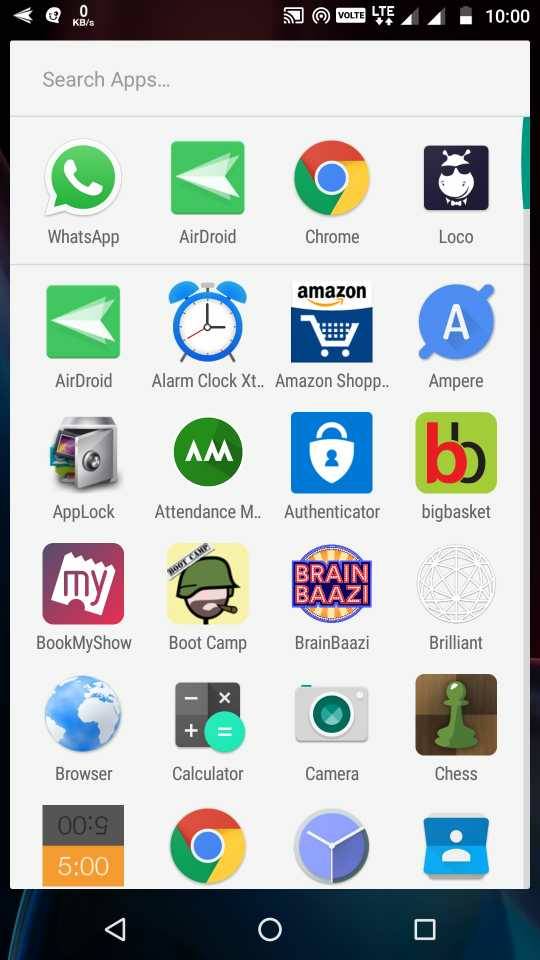 0
KB/s
VOLTE
LTE
10:00
Search Apps...
WhatsApp
AirDroid
Chrome
Loco
amazon
A
AirDroid
Alarm Clock Xt..
Amazon Shopp..
Ampere
AM
bb
AppLock
Attendance M..
Authenticator
bigbasket
my
BOOT CAMP
BRAIN
BAAZI
BookMyShow
Boot Camp
BrainBaazi
Brilliant
Browser
Calculator
Camera
Chess
00:5
5:00